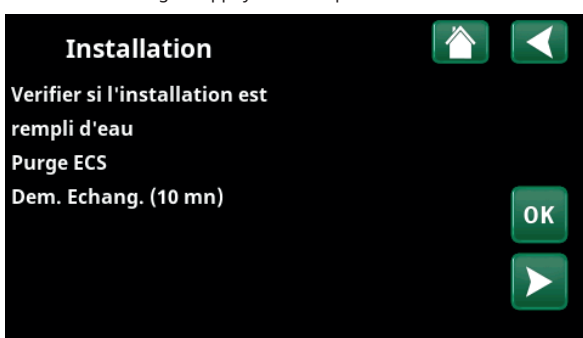 Installation
Verifier si l'installation est
rempli d'eau
Purge ECS
Dem. Echang. (10 mn)
OK